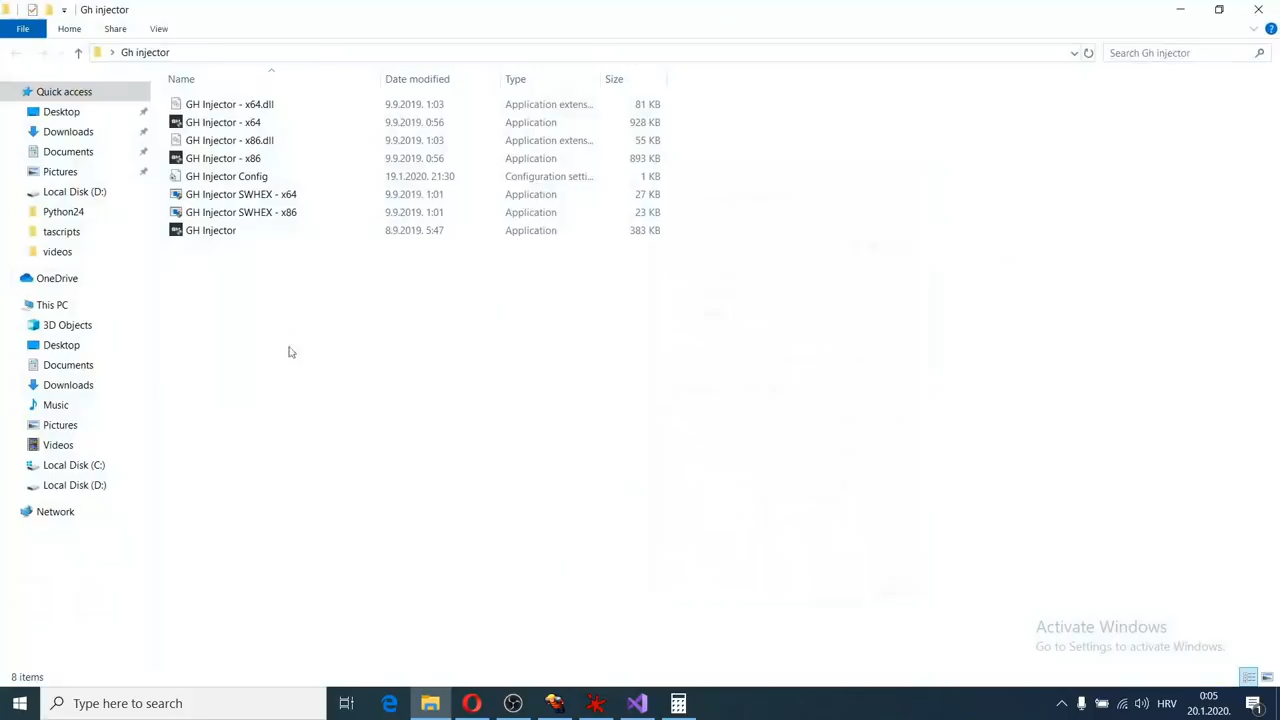 Gh injector
File Home Share View
Gh injector
Search Gh injector
Name Date modified Type Size
Quick access
Desktop
Downloads
Documents
Pictures
Local Disk (D:)
Python24
tascripts
videos
OneDrive
This PC
3D Objects
Desktop
Documents
Downloads
Music
Pictures
Videos
Local Disk (C:)
Local Disk (D:)
Network
GH Injector - x64.dll 9.9.2019. 1:03 Application extens... 81 KB
GH Injector - x64 9.9.2019. 0:56 Application 928 KB
GH Injector - x86.dll 9.9.2019. 1:03 Application extens... 55 KB
GH Injector - x86 9.9.2019. 0:56 Application 893 KB
GH Injector Config 19.1.2020. 21:30 Configuration setti... 1 KB
GH Injector SWHEX - x64 9.9.2019. 1:01 Application 27 KB
GH Injector SWHEX - x86 9.9.2019. 1:01 Application 23 KB
GH Injector 8.9.2019. 5:47 Application 383 KB
Activate Windows
Go to Settings to activate Windows.
8 items
Type here to search
HRV
0:05
20.1.2020.
1